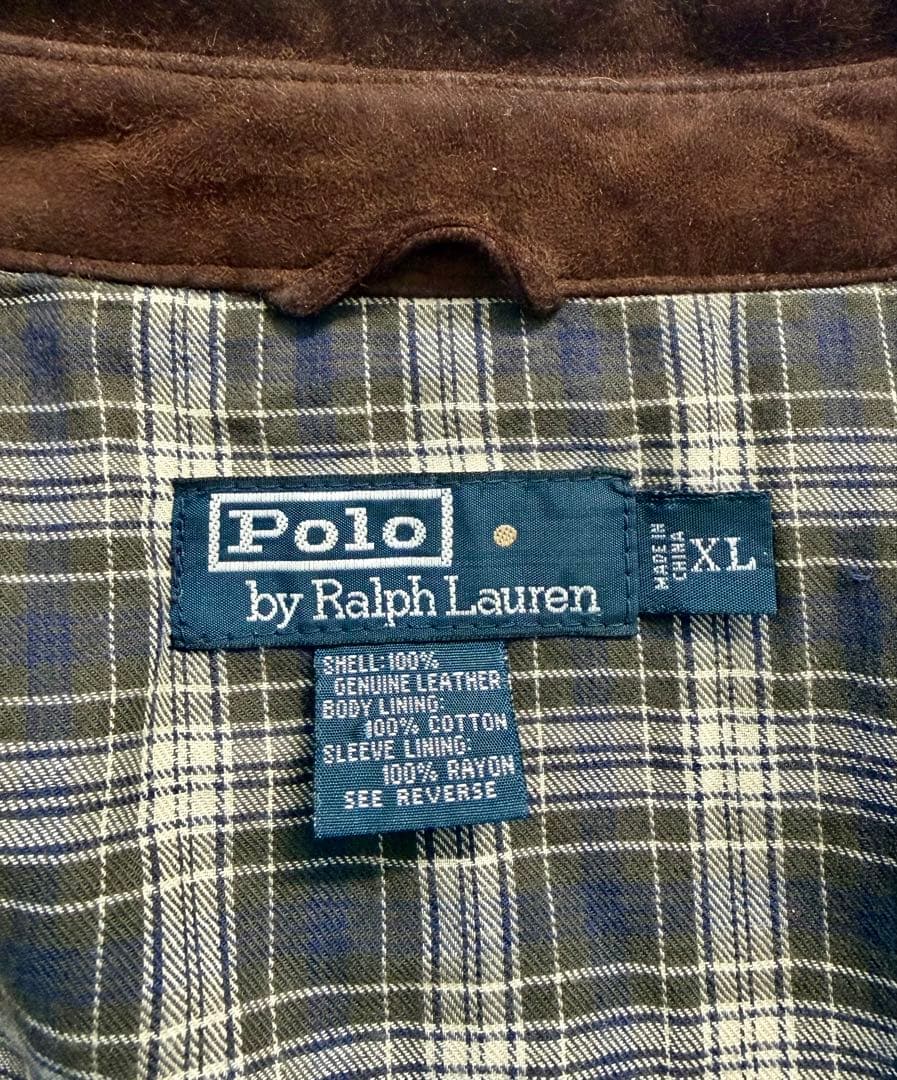 Polo
by Ralph Lauren
MADE IN
CHINA
XL
SHELL:100%
GENUINE LEATHER
BODY LINING:
100% COTTON
SLEEVE LINING:
100% RAYON
SEE REVERSE